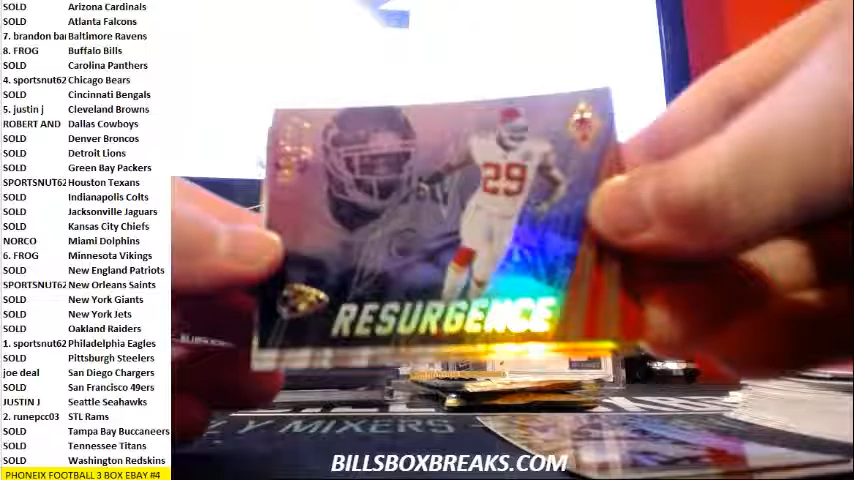 SOLD Arizona Cardinals
SOLD Atlanta Falcons
7. brandon bar Baltimore Ravens
8. FROG Buffalo Bills
SOLD Carolina Panthers
4. sportsnut62 Chicago Bears
SOLD Cincinnati Bengals
5. justin j Cleveland Browns
ROBERT AND Dallas Cowboys
SOLD Denver Broncos
SOLD Detroit Lions
SOLD Green Bay Packers
SPORTSNUT62 Houston Texans
SOLD Indianapolis Colts
SOLD Jacksonville Jaguars
SOLD Kansas City Chiefs
NORCO Miami Dolphins
6. FROG Minnesota Vikings
SOLD New England Patriots
SPORTSNUT62 New Orleans Saints
SOLD New York Giants
SOLD New York Jets
SOLD Oakland Raiders
1. sportsnut62 Philadelphia Eagles
SOLD Pittsburgh Steelers
joe deal San Diego Chargers
SOLD San Francisco 49ers
JUSTIN J Seattle Seahawks
2. runepcc03 STL Rams
SOLD Tampa Bay Buccaneers
SOLD Tennessee Titans
SOLD Washington Redskins
PHONEIX FOOTBALL 3 BOX EBAY #4
29
RESURGENCE
Y MIXERS
BILLSBOXBREAKS.COM